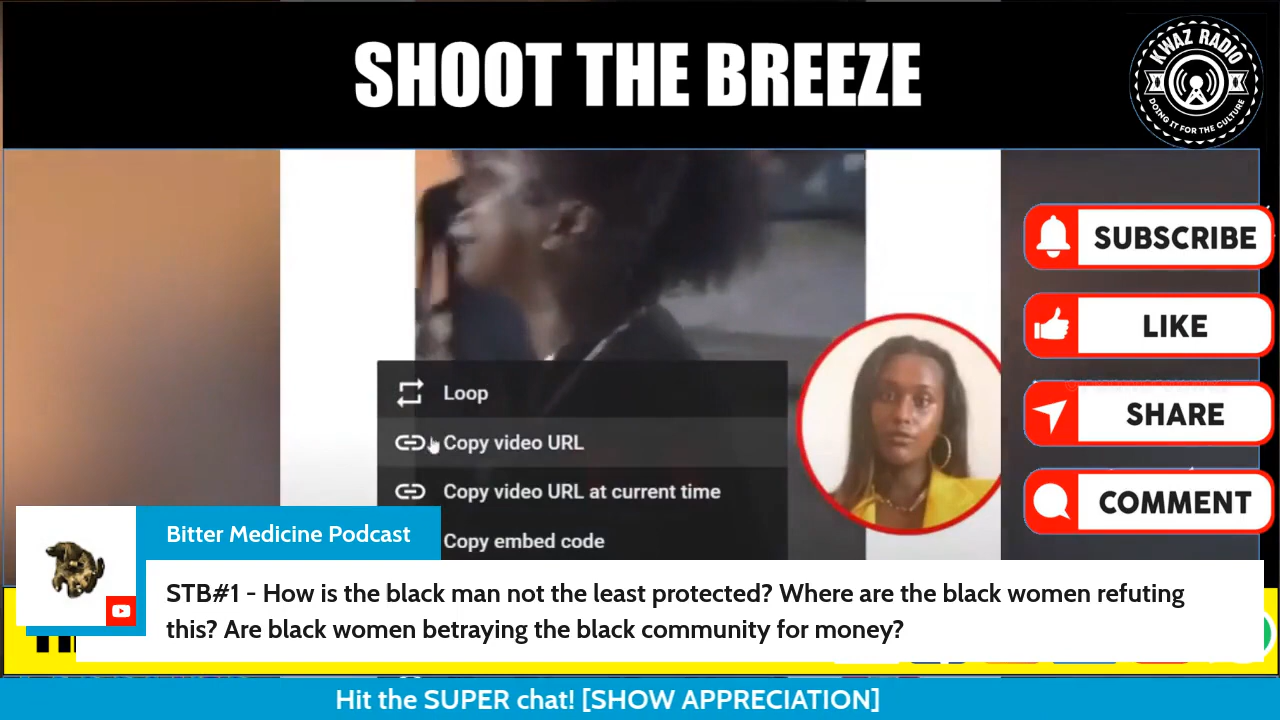 SHOOT THE BREEZE
KIWAZ RADIO
DOING IT FOR THE CULTURE
SUBSCRIBE
LIKE
SHARE
COMMENT
Loop
Copy video URL
Copy video URL at current time
Copy embed code
Bitter Medicine Podcast
STB#1 - How is the black man not the least protected? Where are the black women refuting
this? Are black women betraying the black community for money?
Hit the SUPER chat! [SHOW APPRECIATION]